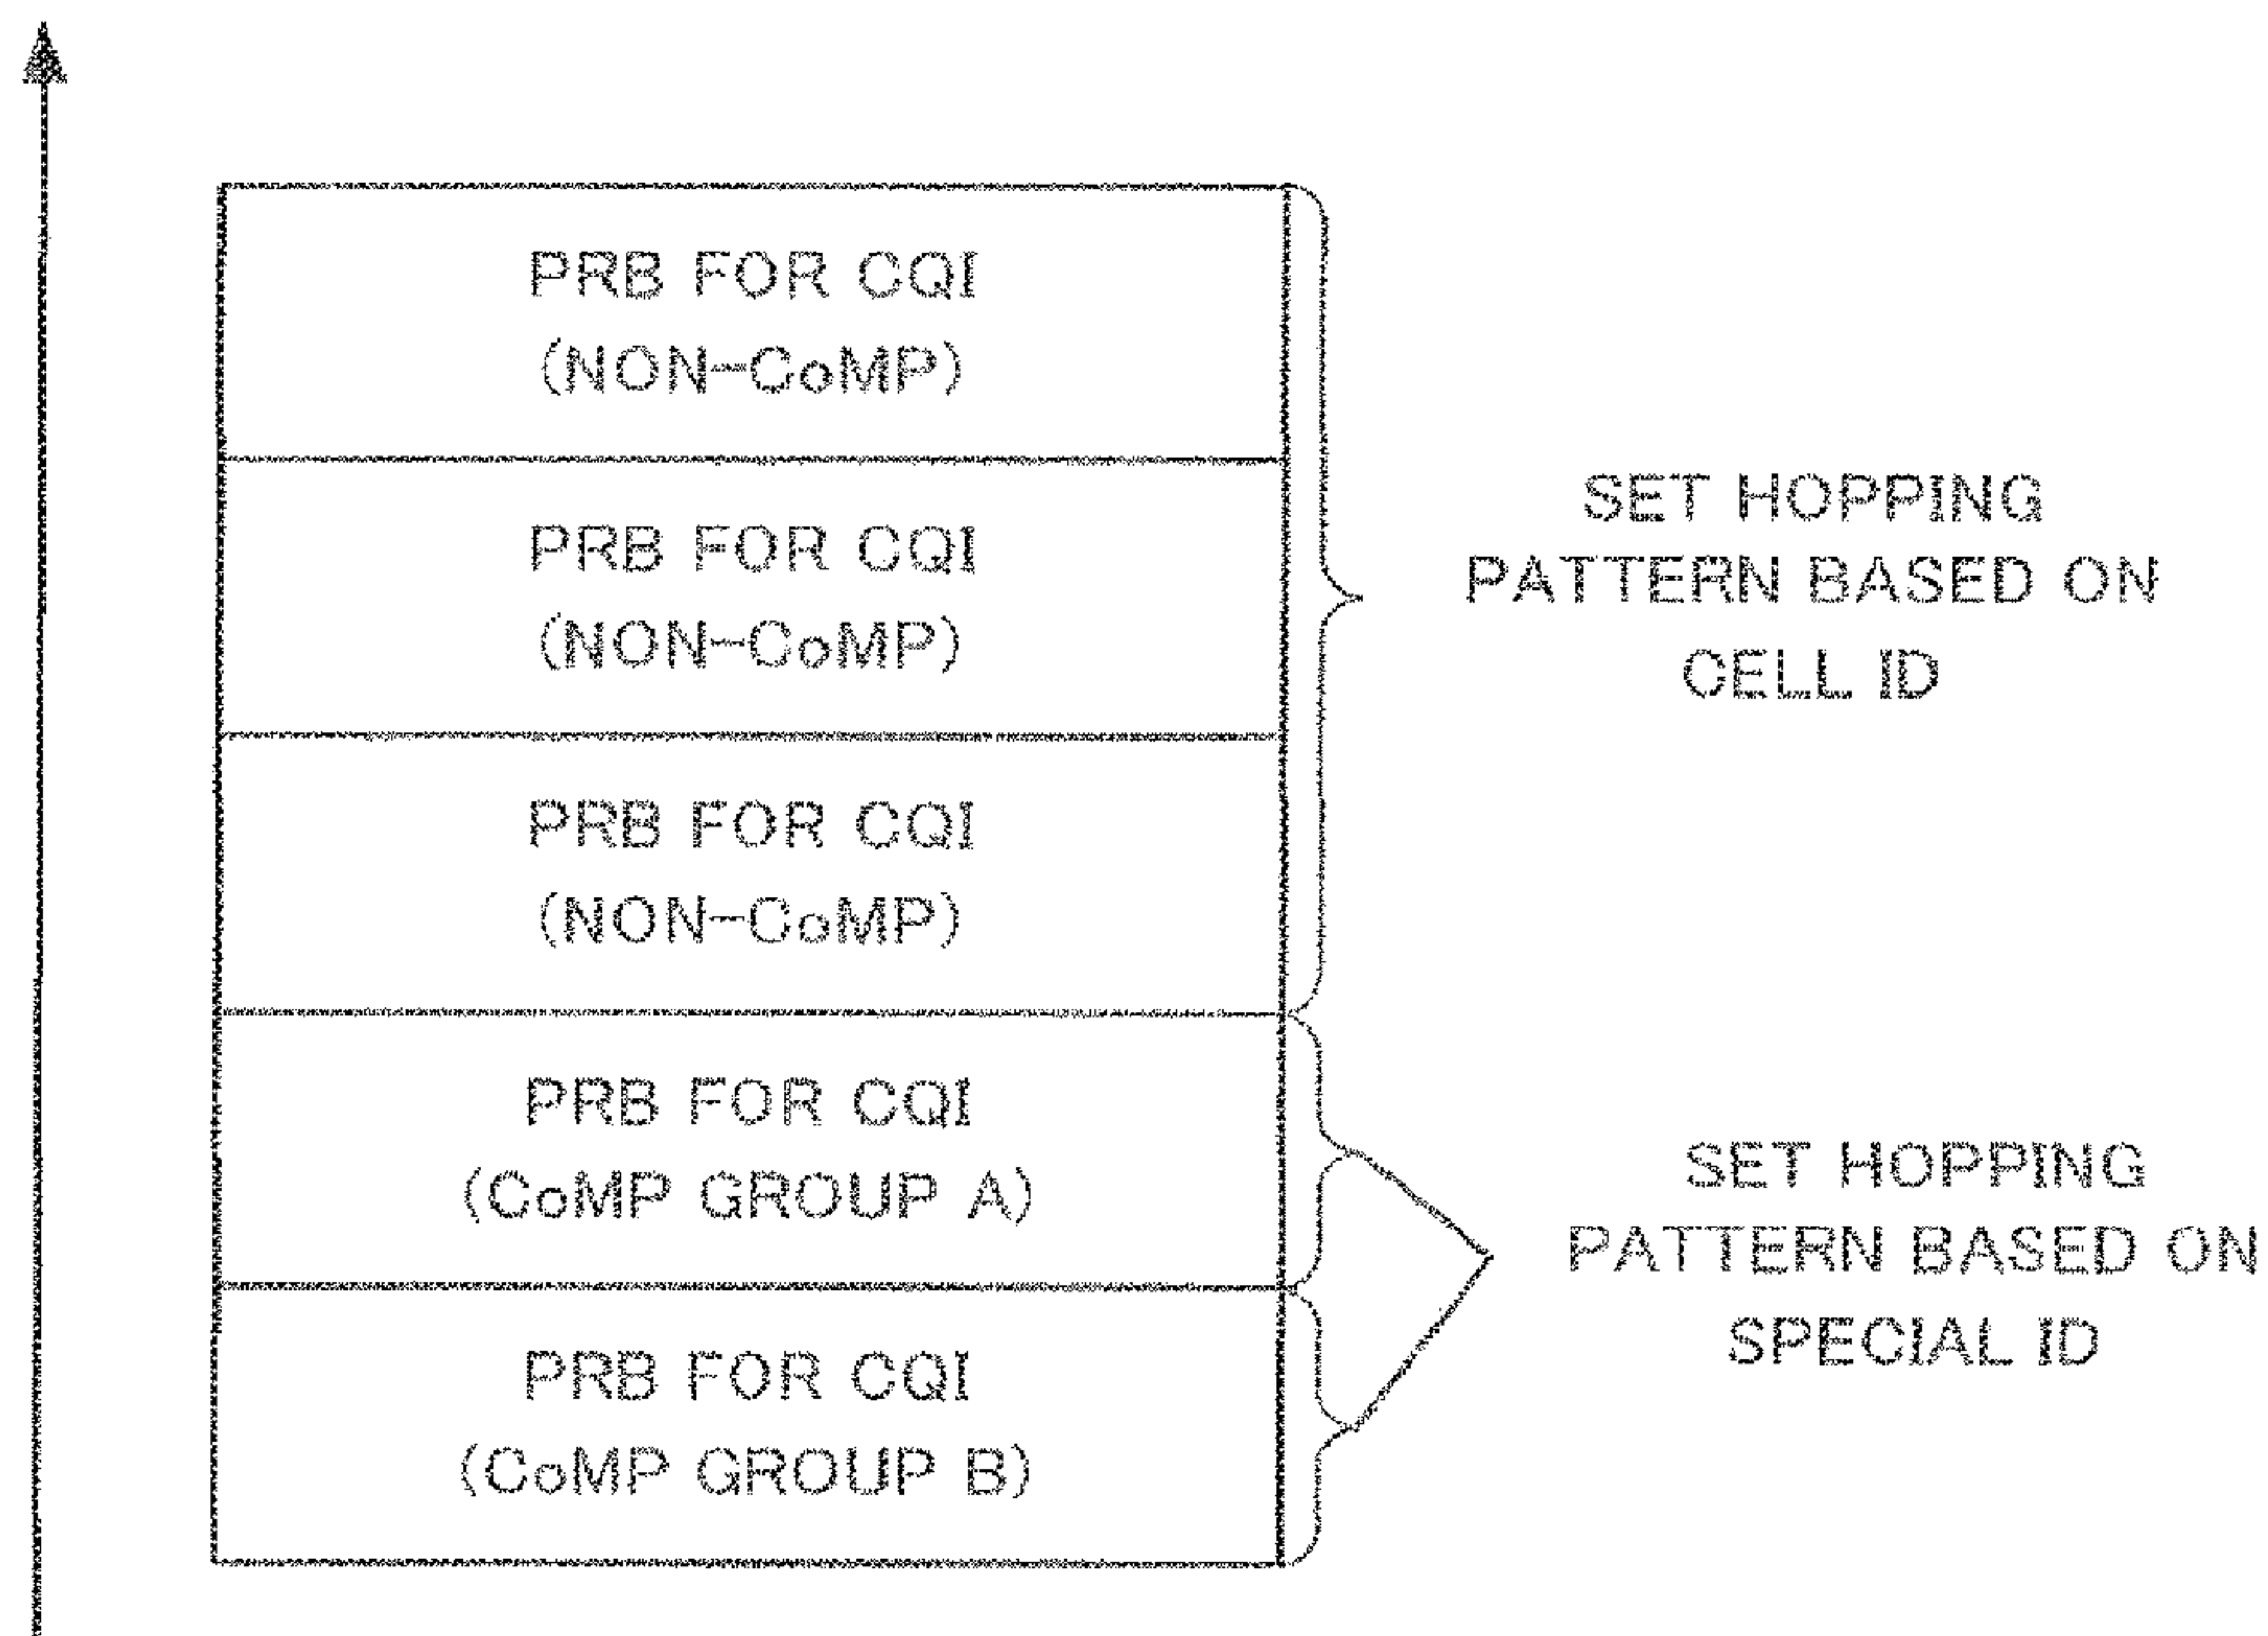 PRB FOR CQI
(NON-CoMP)
PRB FOR CQI
(NON-CoMP)
PRB FOR CQI
(NON-CoMP)
SET HOPPING
PATTERN BASED ON
CELL ID
PRB FOR CQI
(CoMP GROUP A)
PRB FOR CQI
(CoMP GROUP B)
SET HOPPING
PATTERN BASED ON
SPECIAL ID